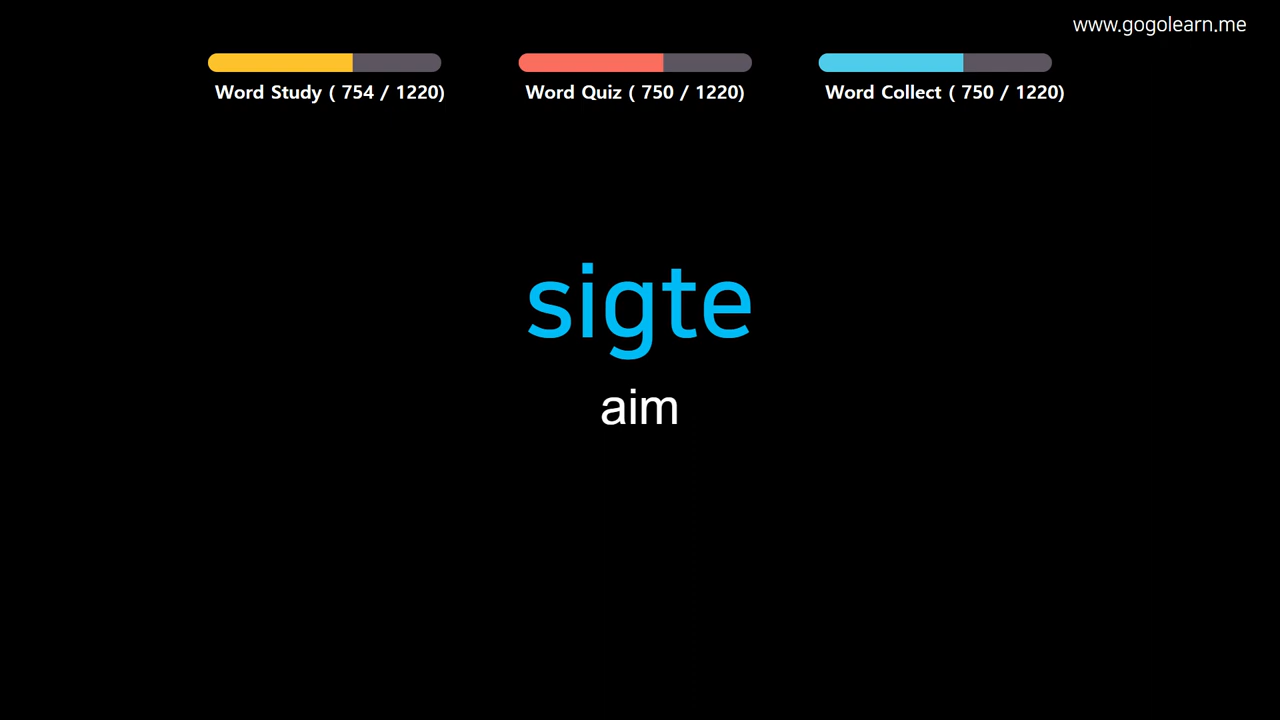 www.gogolearn.me
Word Study ( 754 / 1220)
Word Quiz ( 750 / 1220)
Word Collect ( 750 / 1220)
sigte
aim